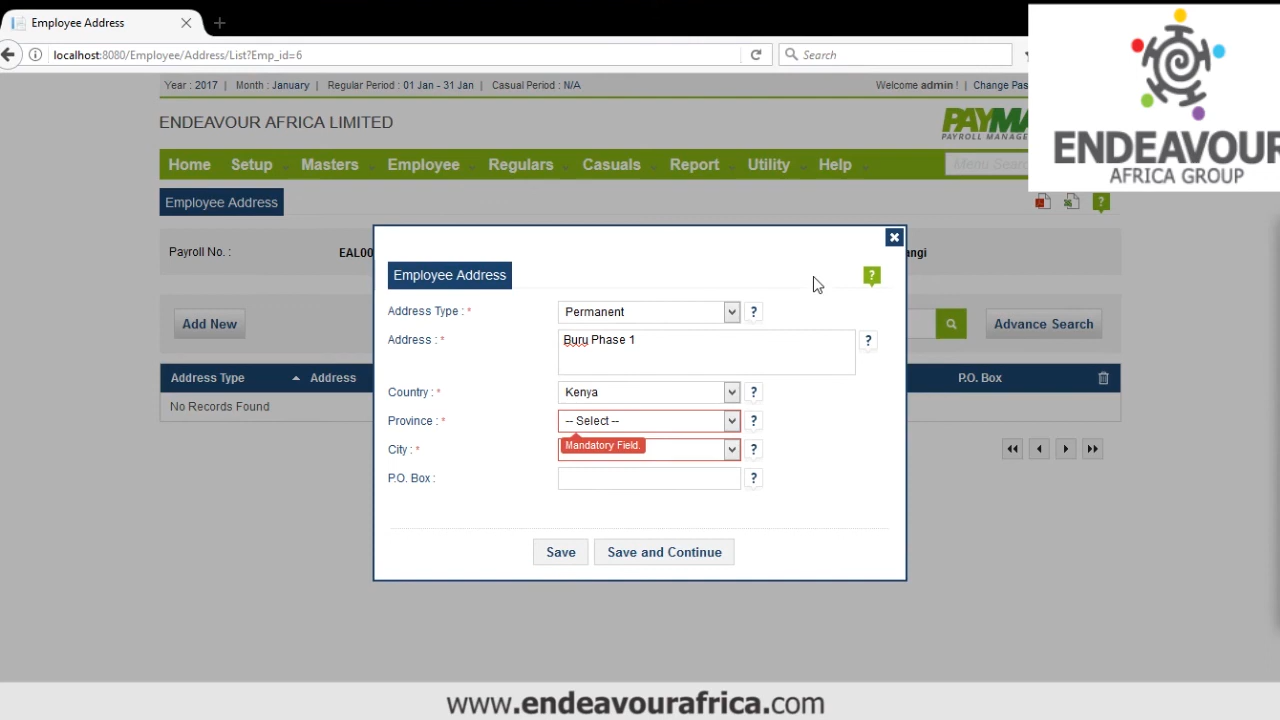 Employee Address
localhost:8080/Employee/Address/List?Emp_id=6
Search
Year : 2017 | Month : January | Regular Period : 01 Jan - 31 Jan | Casual Period : N/A
Welcome admin ! | Change Pas
ENDEAVOUR AFRICA LIMITED
PAYMA
PAYROLL MANAGE
ENDEAVOUR
AFRICA GROUP
Home Setup Masters Employee Regulars Casuals Report Utility Help
Menu Search
Employee Address
?
Payroll No. : EAL00
angi
Employee Address
?
Add New
Advance Search
Address Type : * Permanent ?
Address : * Buru Phase 1 ?
Address Type Address P.O. Box
No Records Found
Country : * Kenya ?
Province : * -- Select -- ?
Mandatory Field.
City : * ?
P.O. Box : ?
Save Save and Continue
www.endeavourafrica.com